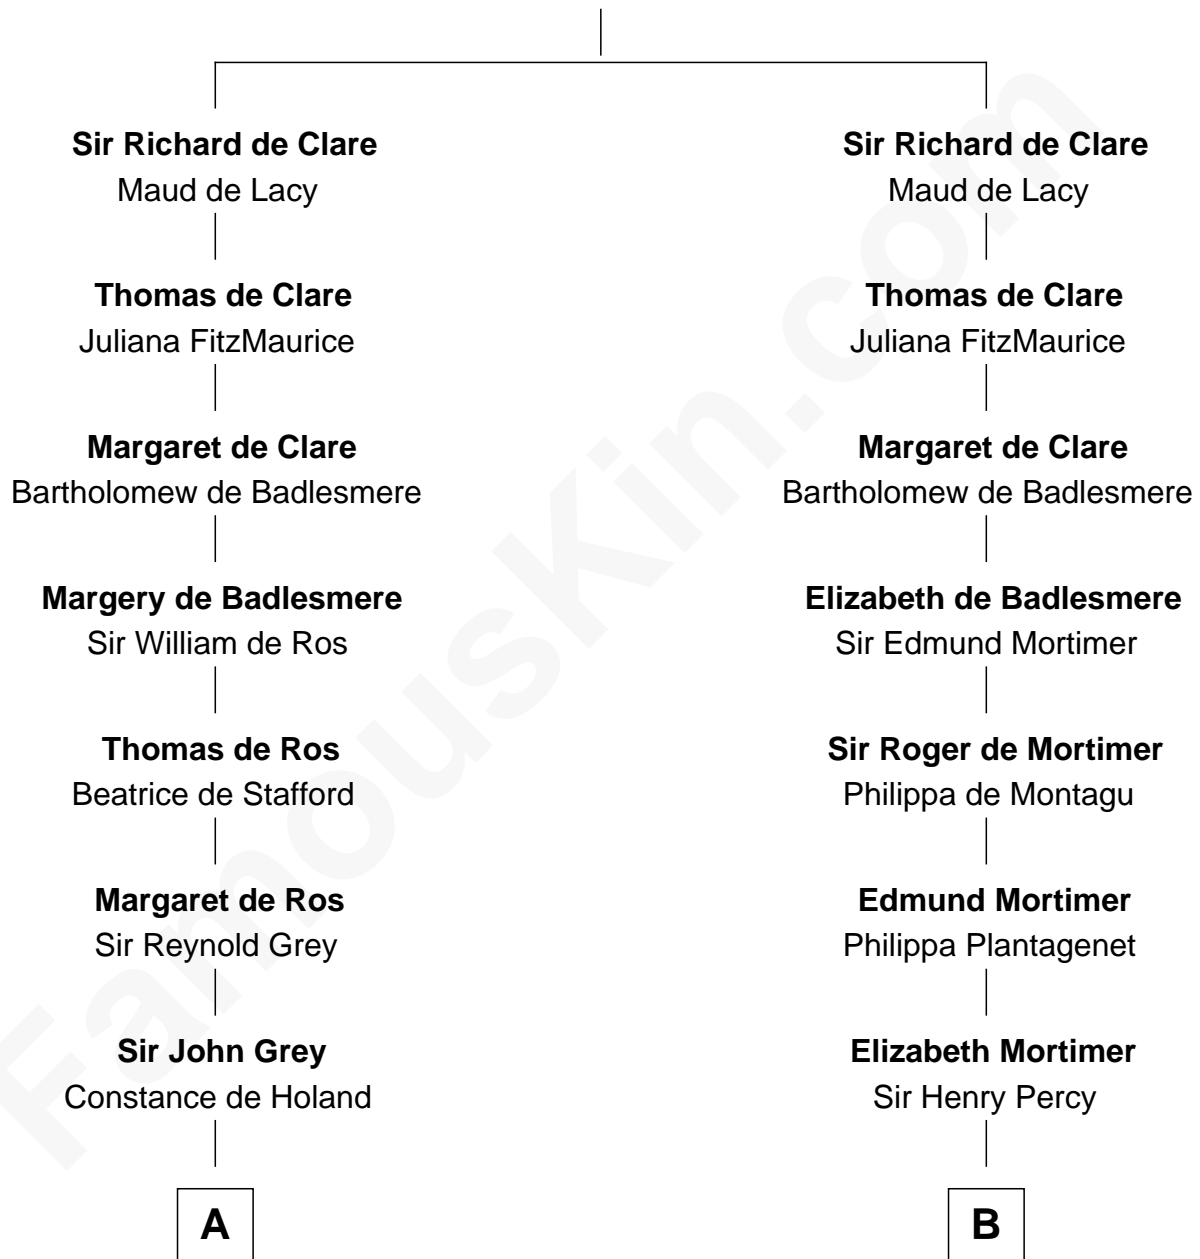 Sir Richard de Clare
Maud de Lacy
Thomas de Clare
Juliana FitzMaurice
Margaret de Clare
Bartholomew de Badlesmere
Margery de Badlesmere
Sir William de Ros
Thomas de Ros
Beatrice de Stafford
Margaret de Ros
Sir Reynold Grey
Sir John Grey
Constance de Holand
A
Sir Richard de Clare
Maud de Lacy
Thomas de Clare
Juliana FitzMaurice
Margaret de Clare
Bartholomew de Badlesmere
Elizabeth de Badlesmere
Sir Edmund Mortimer
Sir Roger de Mortimer
Philippa de Montagu
Edmund Mortimer
Philippa Plantagenet
Elizabeth Mortimer
Sir Henry Percy
B
FamousKin.com